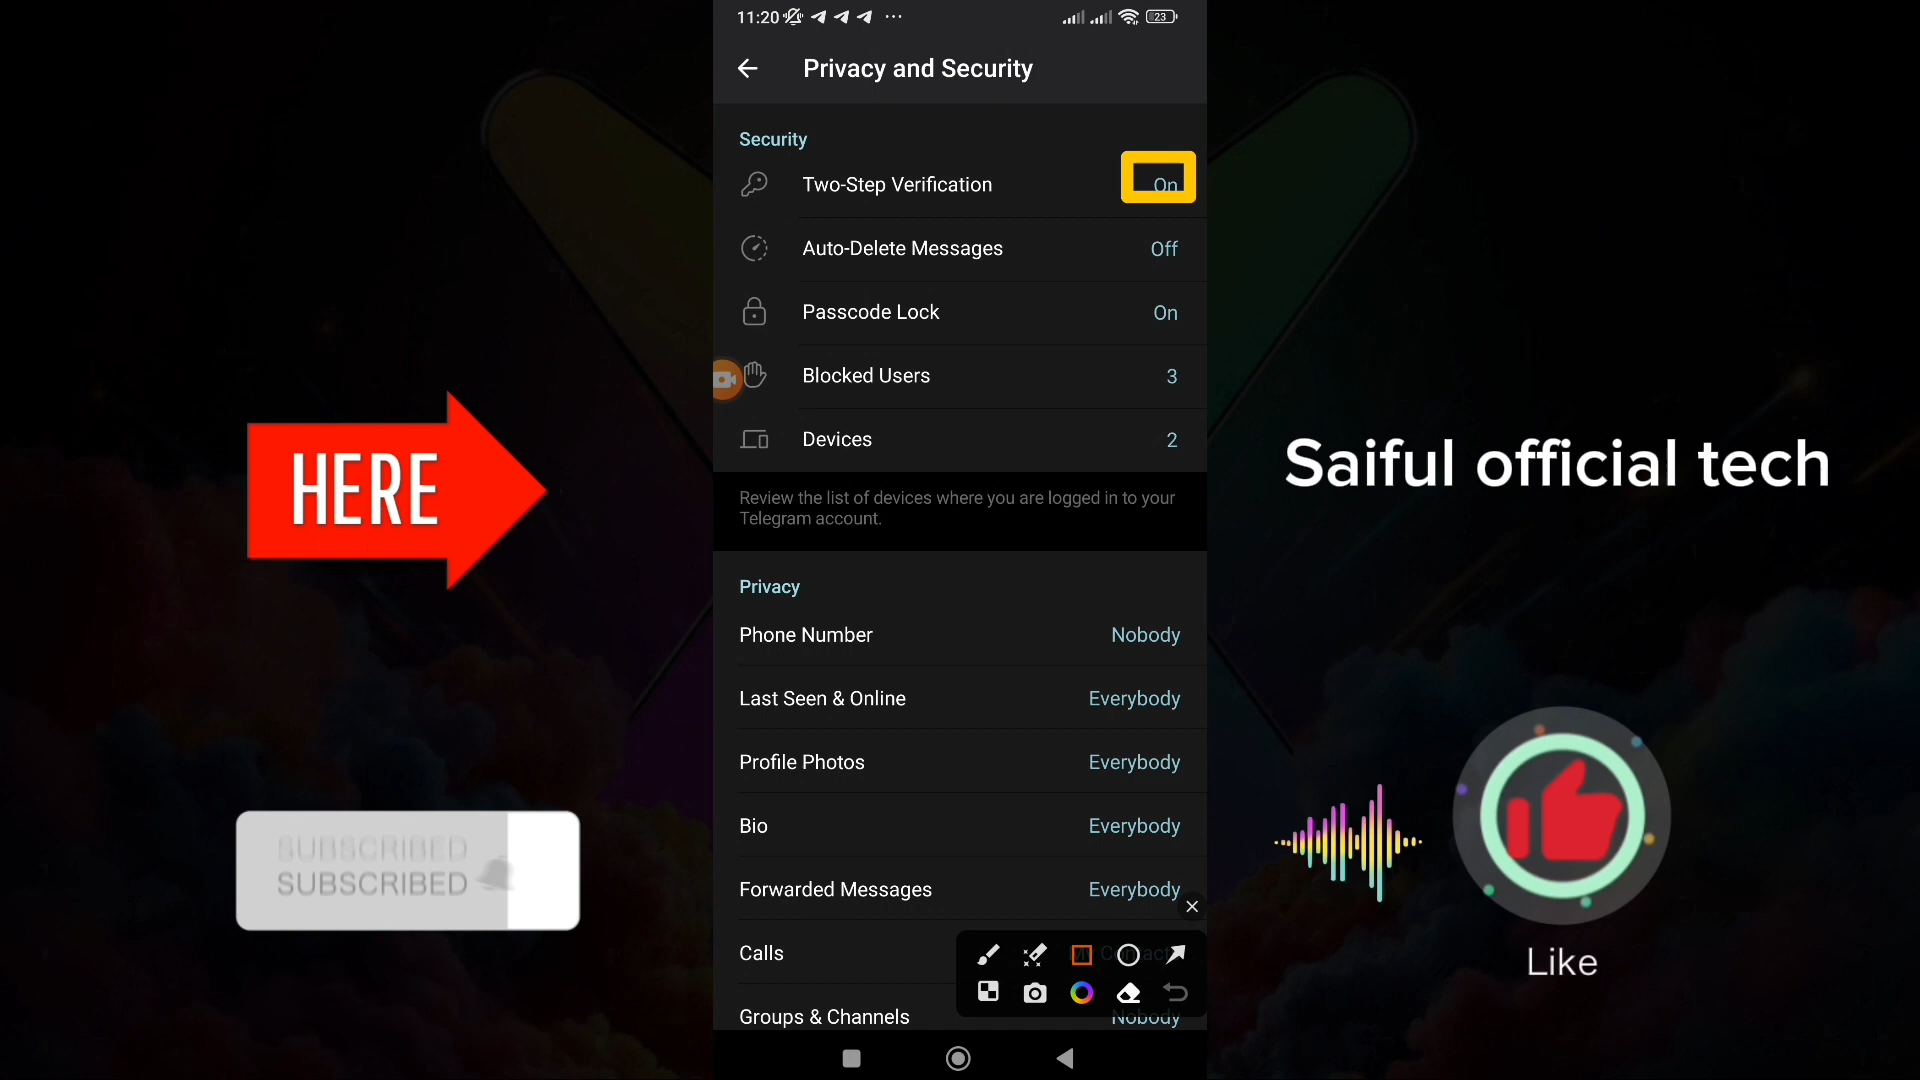 11:20
23
Privacy and Security
Security
Two-Step Verification On
Auto-Delete Messages Off
Passcode Lock On
Blocked Users 3
Devices 2
Review the list of devices where you are logged in to your
Telegram account.
Privacy
Phone Number Nobody
Last Seen & Online Everybody
Profile Photos Everybody
Bio Everybody
Forwarded Messages Everybody
Calls
Groups & Channels Nobody
HERE
SUBSCRIBED
SUBSCRIBED
Saiful official tech
Like